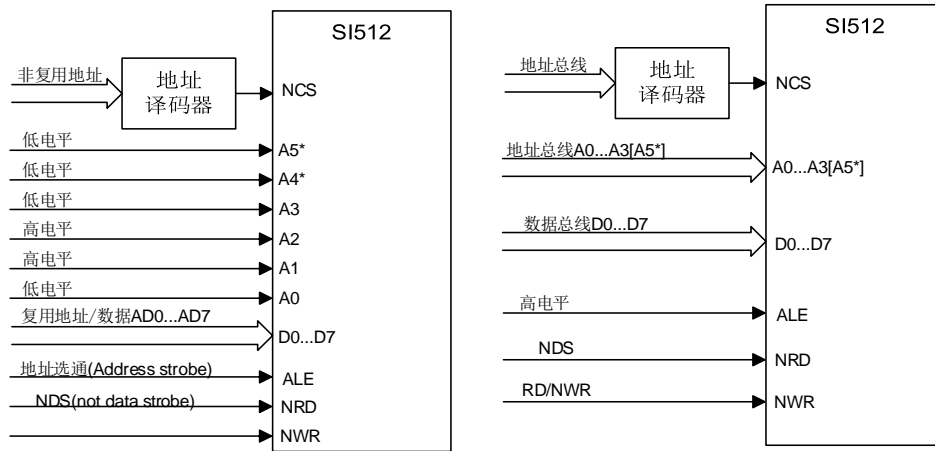 SI512
非复用地址
地址
译码器
NCS
低电平
A5*
低电平
A4*
低电平
A3
高电平
A2
高电平
A1
低电平
A0
复用地址/数据AD0...AD7
D0...D7
地址选通(Address strobe)
ALE
NDS(not data strobe)
NRD
NWR
SI512
地址总线
地址
译码器
NCS
地址总线A0...A3[A5*]
A0...A3[A5*]
数据总线D0...D7
D0...D7
高电平
ALE
NDS
NRD
RD/NWR
NWR